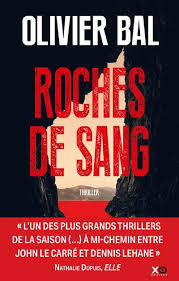 OLIVIER BAL
ROCHES
DE SANG
THRILLER
« L'UN DES PLUS GRANDS THRILLERS
DE LA SAISON (...) À MI-CHEMIN ENTRE
JOHN LE CARRÉ ET DENNIS LEHANE »
NATHALIE DUPUIS, ELLE
XO